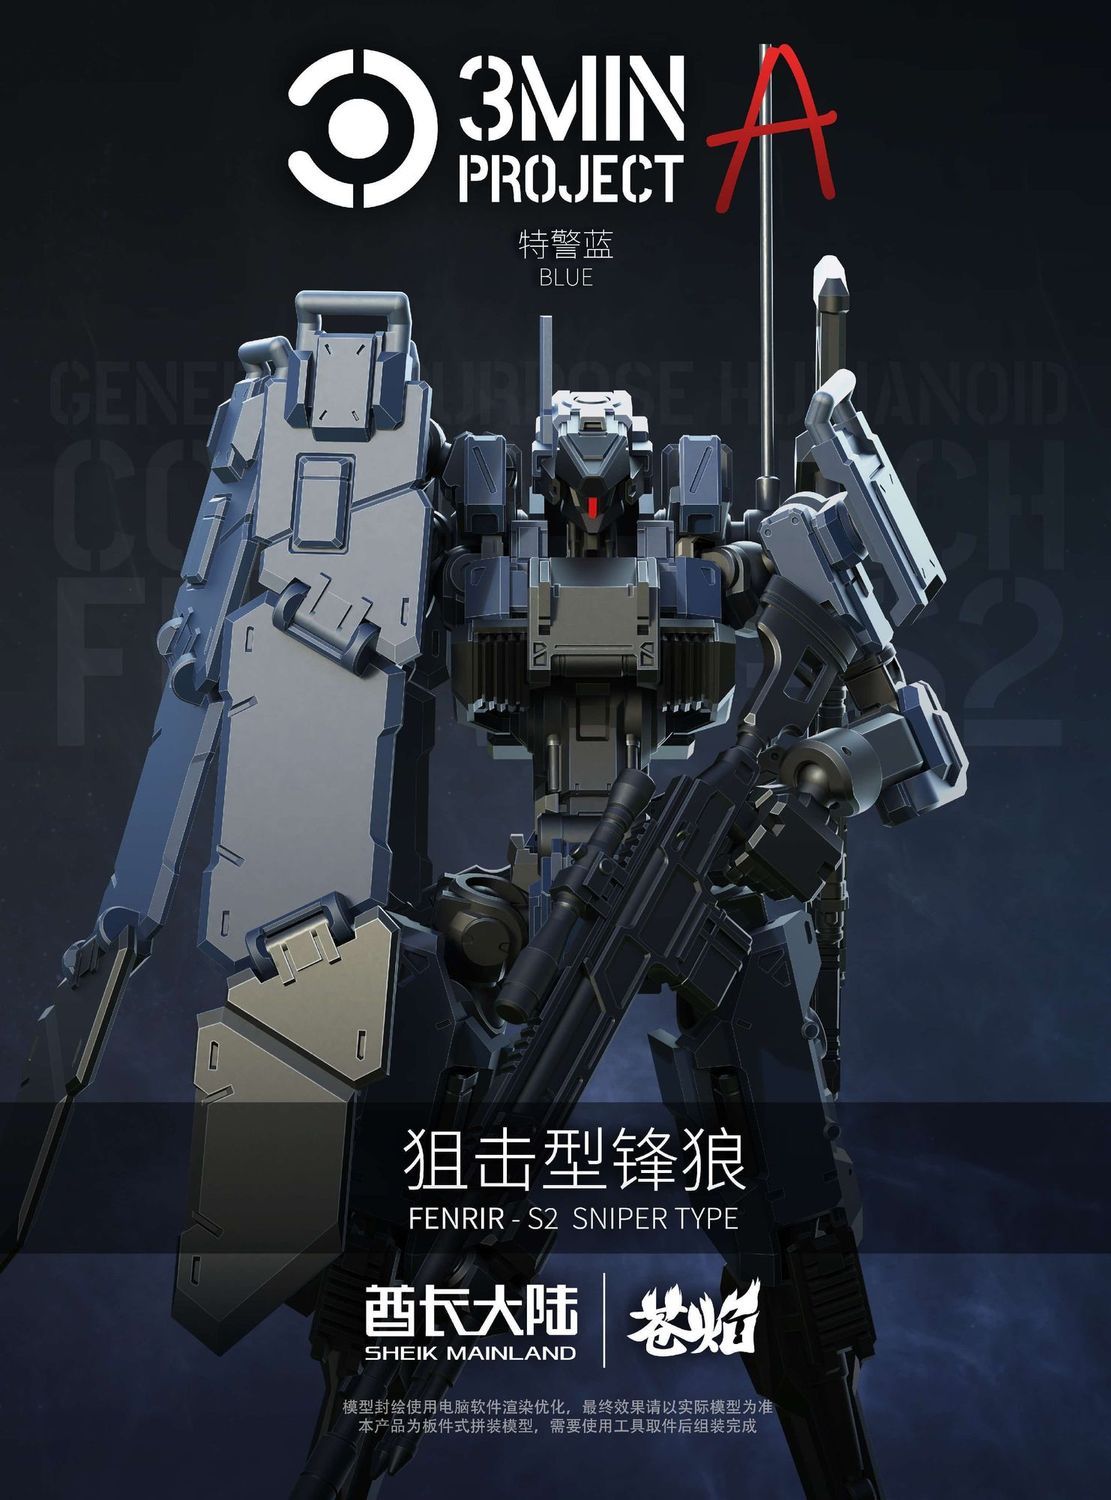 3MIN
PROJECT
A
特警蓝
BLUE
狙击型锋狼
FENRIR - S2 SNIPER TYPE
酋长大陆
SHEIK MAINLAND
苍焰
模型封绘使用电脑软件渲染优化，最终效果请以实际模型为准
本产品为板件式拼装模型，需要使用工具取件后组装完成